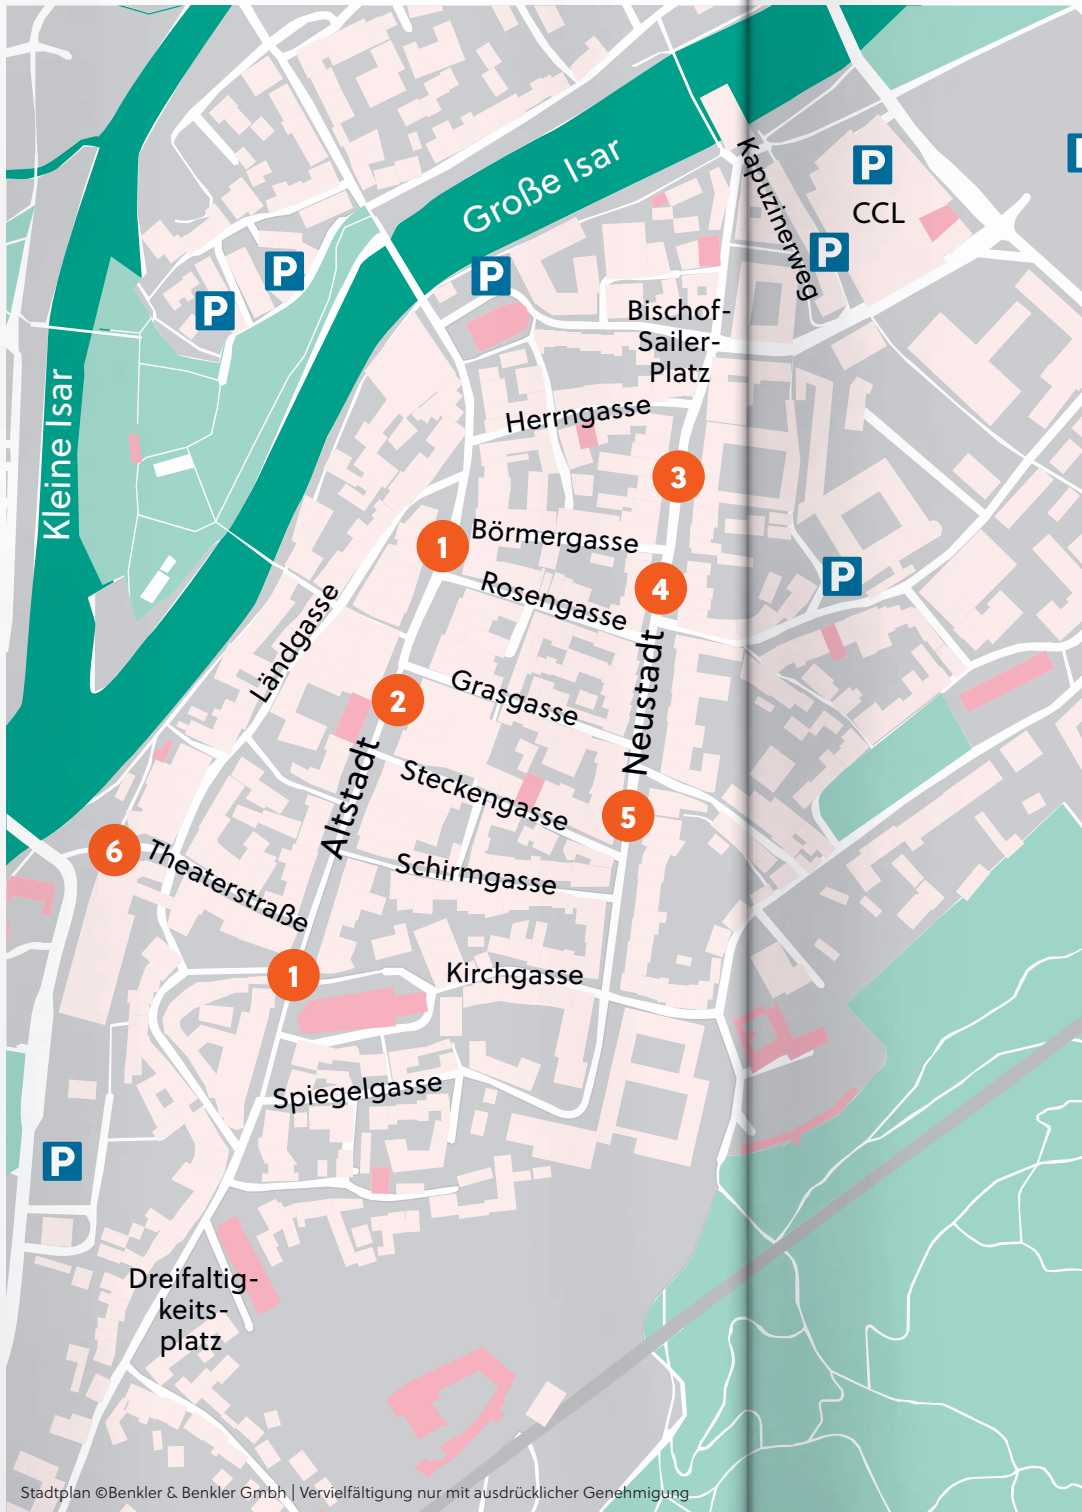 Große Isar
Kapuzinerweg
P
CCL
P
P
P
P
Bischof-
Sailer-
Platz
Kleine Isar
Herrngasse
3
1
Börmergasse
P
4
Rosengasse
Ländgasse
Neustadt
Grasgasse
2
Altstadt
Steckengasse
5
6
Theaterstraße
Schirmgasse
1
Kirchgasse
Spiegelgasse
P
Dreifaltig-
keits-
platz
Stadtplan ©Benkler & Benkler Gmbh | Vervielfältigung nur mit ausdrücklicher Genehmigung